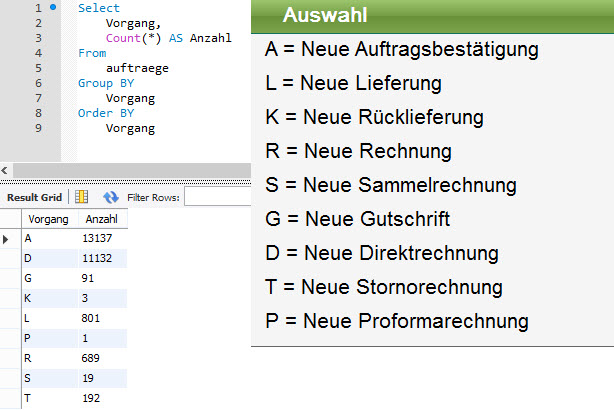 1 Select
2 Vorgang,
3 Count(*) AS Anzahl
4 From
5 auftraege
6 Group BY
7 Vorgang
8 Order BY
9 Vorgang
Result Grid Filter Rows:
Vorgang Anzahl
A 13137
D 11132
G 91
K 3
L 801
P 1
R 689
S 19
T 192
Auswahl
A = Neue Auftragsbestätigung
L = Neue Lieferung
K = Neue Rücklieferung
R = Neue Rechnung
S = Neue Sammelrechnung
G = Neue Gutschrift
D = Neue Direktrechnung
T = Neue Stornorechnung
P = Neue Proformarechnung